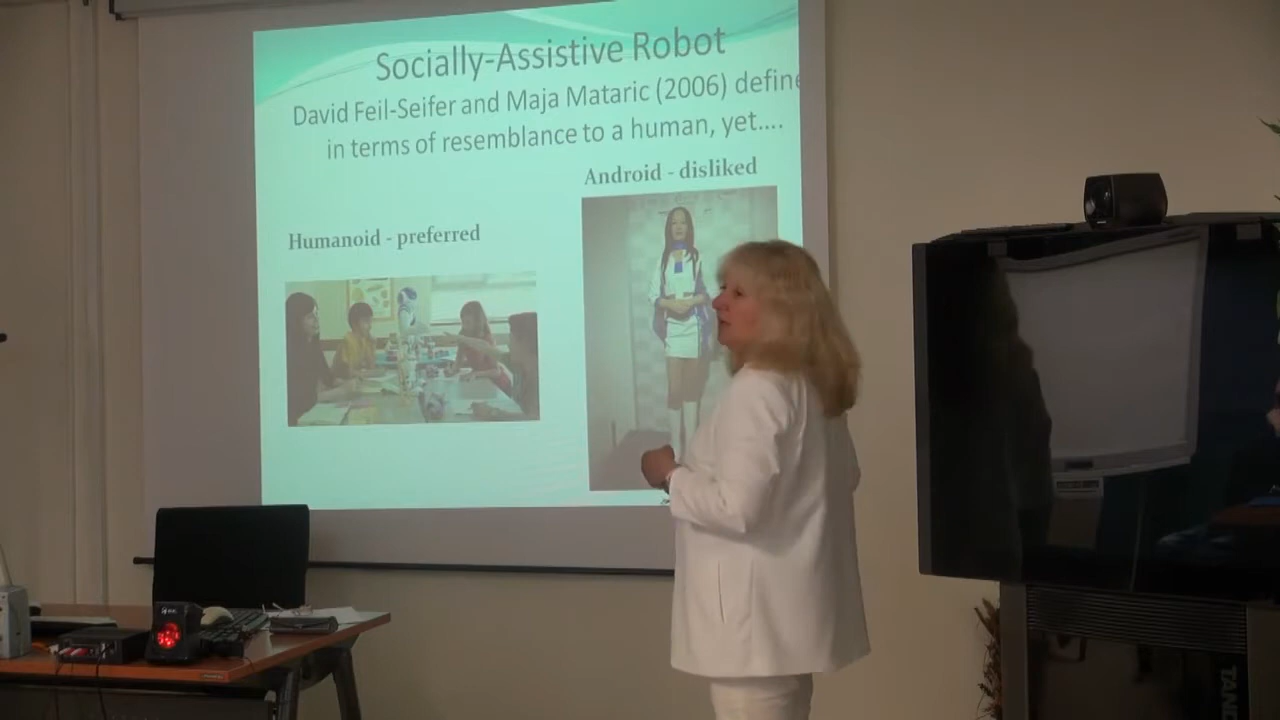 Socially-Assistive Robot
David Feil-Seifer and Maja Mataric (2006) define
in terms of resemblance to a human, yet....
Android - disliked
Humanoid - preferred
TAND